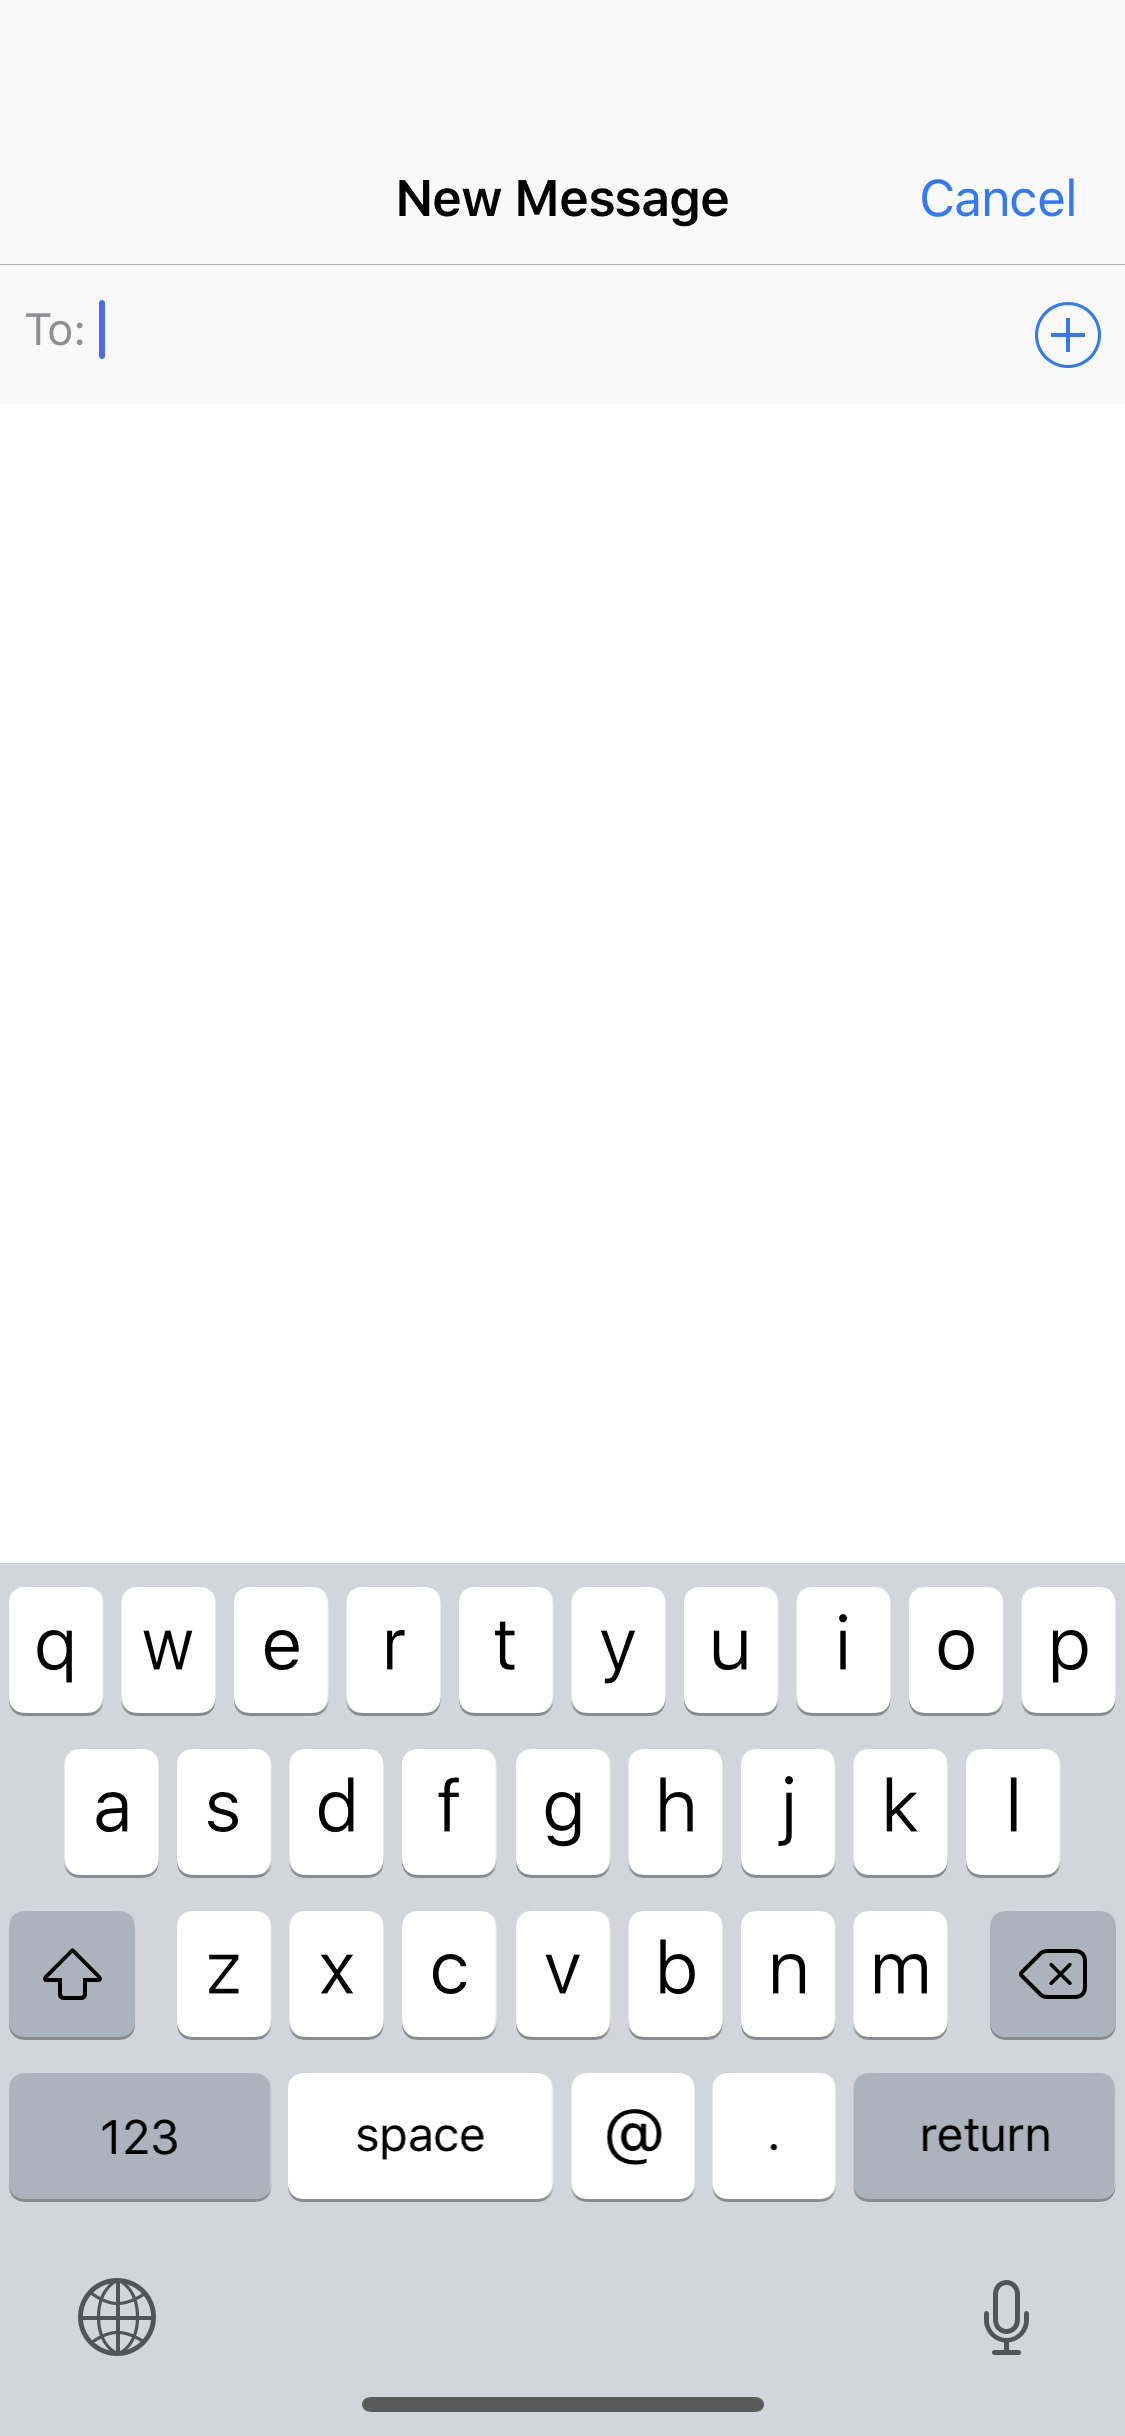 New Message Cancel
To:
q w e r t y u i o p
a s d f g h j k l
z x c v b n m
123 space @ . return